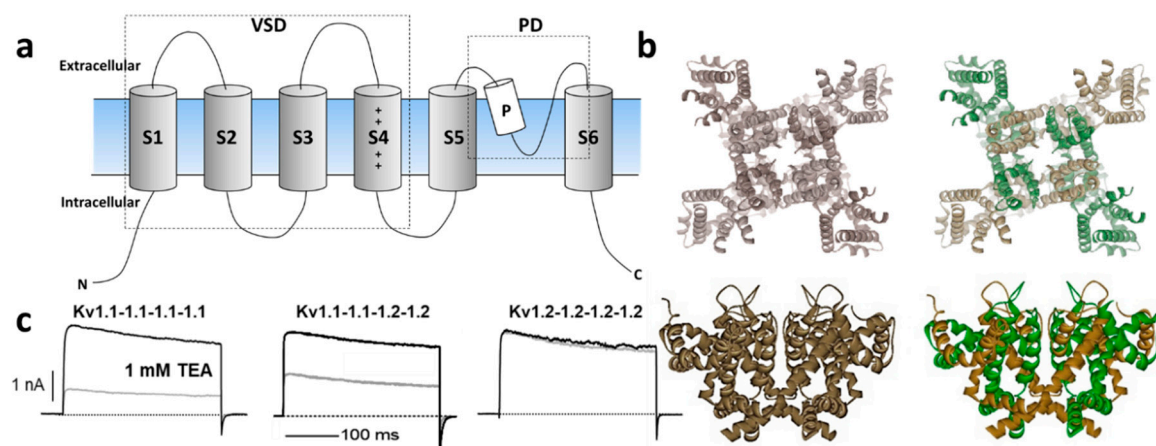 a
VSD
PD
b
Extracellular
S1
S2
S3
++
S4
++
S5
P
S6
Intracellular
N
C
c
Kv1.1-1.1-1.1-1.1
Kv1.1-1.1-1.2-1.2
Kv1.2-1.2-1.2-1.2
1 mM TEA
1 nA
100 ms